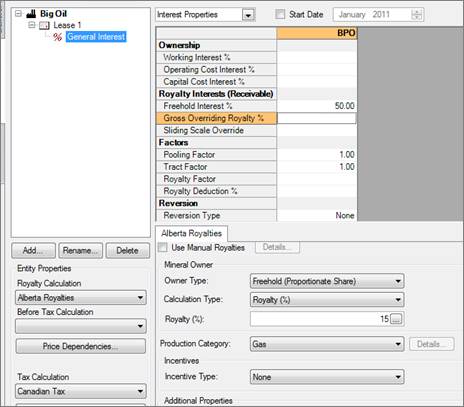 Big Oil
Lease 1
% General Interest
Add...
Rename...
Delete
Entity Properties
Royalty Calculation
Alberta Royalties
Before Tax Calculation
Price Dependencies...
Tax Calculation
Canadian Tax
Interest Properties
Start Date
January 2011
BPO
Ownership
Working Interest %
Operating Cost Interest %
Capital Cost Interest %
Royalty Interests (Receivable)
Freehold Interest % 50.00
Gross Overriding Royalty %
Sliding Scale Override
Factors
Pooling Factor 1.00
Tract Factor 1.00
Royalty Factor
Royalty Deduction %
Reversion
Reversion Type None
Alberta Royalties
Use Manual Royalties Details...
Mineral Owner
Owner Type: Freehold (Proportionate Share)
Calculation Type: Royalty (%)
Royalty (%): 15 ...
Production Category: Gas Details...
Incentives
Incentive Type: None
Additional Properties